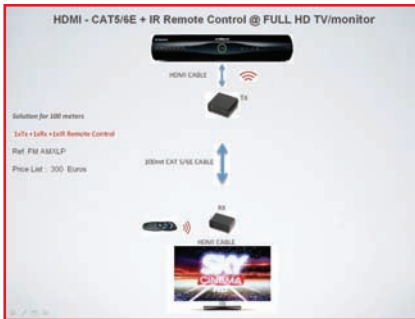 HDMI - CAT5/6E + IR Remote Control @ FULL HD TV/monitor
HDMI CABLE
TX
Solution for 100 meters
1xTx +1xRx +1xIR Remote Control
Ref FM AMXLP
Price List : 300 Euros
100mt CAT 5/6E CABLE
RX
HDMI CABLE
SKY
CINEMA